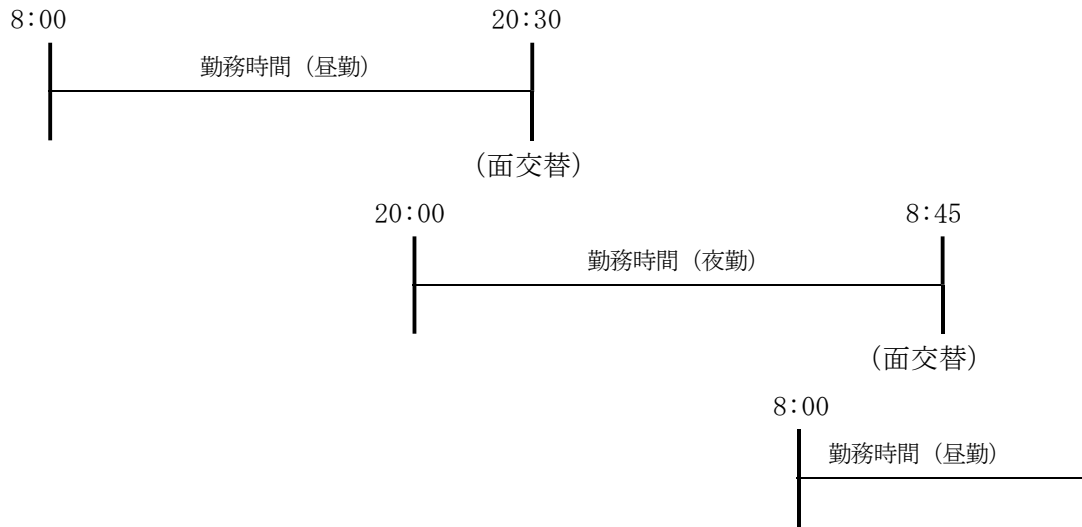 8:00 20:30
勤務時間（昼勤）
（面交替）
20:00 8:45
勤務時間（夜勤）
（面交替）
8:00
勤務時間（昼勤）